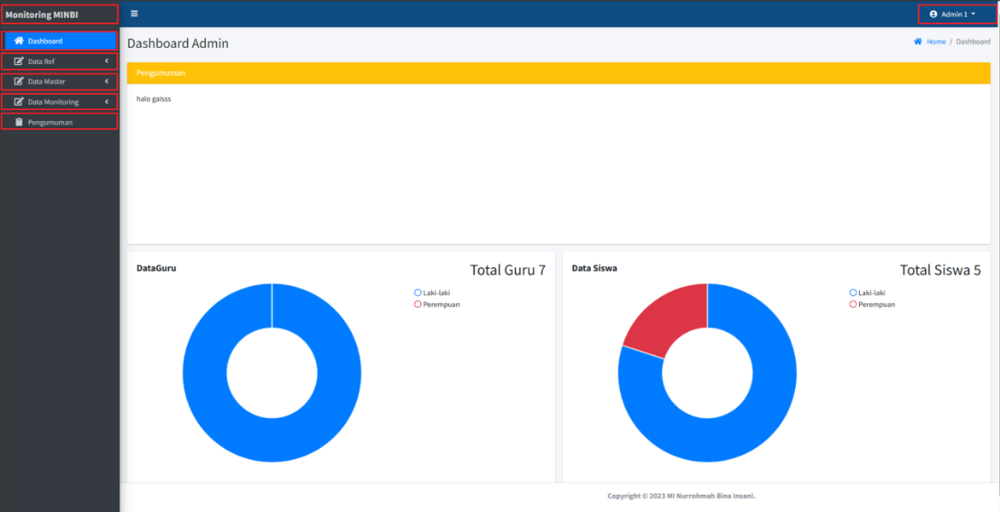 Monitoring MINBI
Admin 1
Dashboard
Data Ref
Data Master
Data Monitoring
Pengumuman
Dashboard Admin
Home / Dashboard
Pengumuman
halo gaisss
DataGuru
Total Guru 7
Laki-laki
Perempuan
Data Siswa
Total Siswa 5
Laki-laki
Perempuan
Copyright © 2023 MI Nurrohmah Bina Insani.